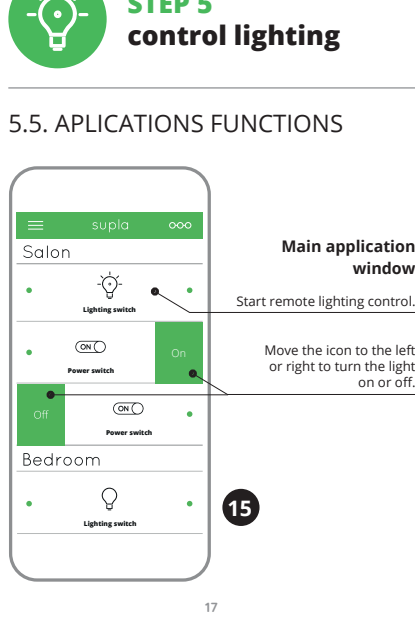 STEP 5
control lighting
5.5. APLICATIONS FUNCTIONS
supla
Salon
Lighting switch
ON
Power switch
On
Off
ON
Power switch
Bedroom
Lighting switch
Main application
window
Start remote lighting control.
Move the icon to the left
or right to turn the light
on or off.
15
17